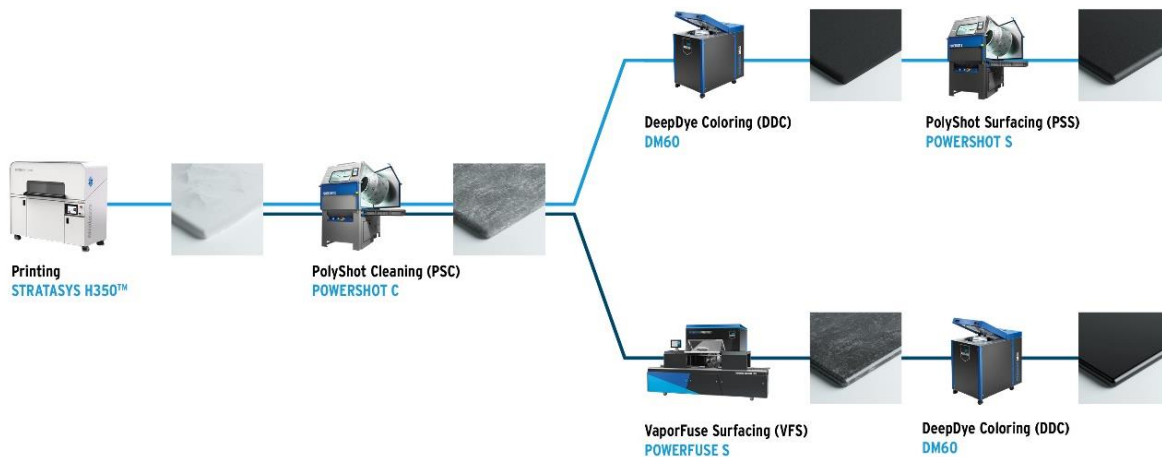 DeepDye Coloring (DDC)
DM60
PolyShot Surfacing (PSS)
POWERSHOT S
Printing
STRATASYS H350™
PolyShot Cleaning (PSC)
POWERSHOT C
VaporFuse Surfacing (VFS)
POWERFUSE S
DeepDye Coloring (DDC)
DM60